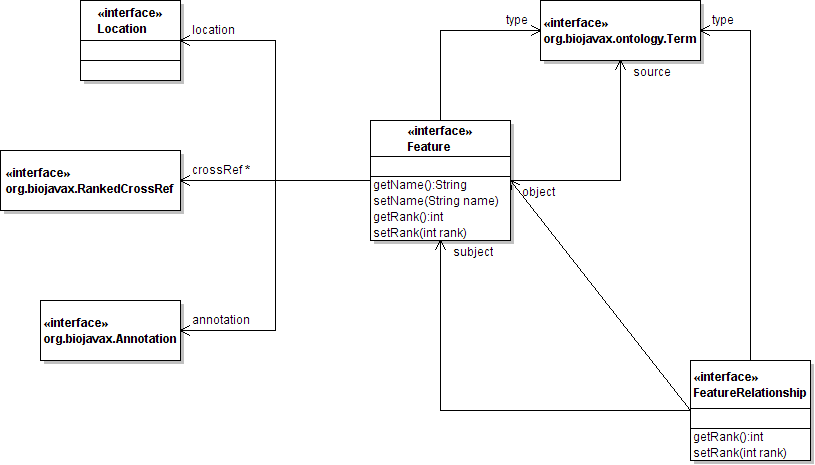 «interface»
Location
location
type
«interface»
org.biojavax.ontology.Term
type
source
«interface»
Feature
getName():String
setName(String name)
getRank():int
setRank(int rank)
«interface»
org.biojavax.RankedCrossRef
crossRef *
object
subject
«interface»
org.biojavax.Annotation
annotation
«interface»
FeatureRelationship
getRank():int
setRank(int rank)